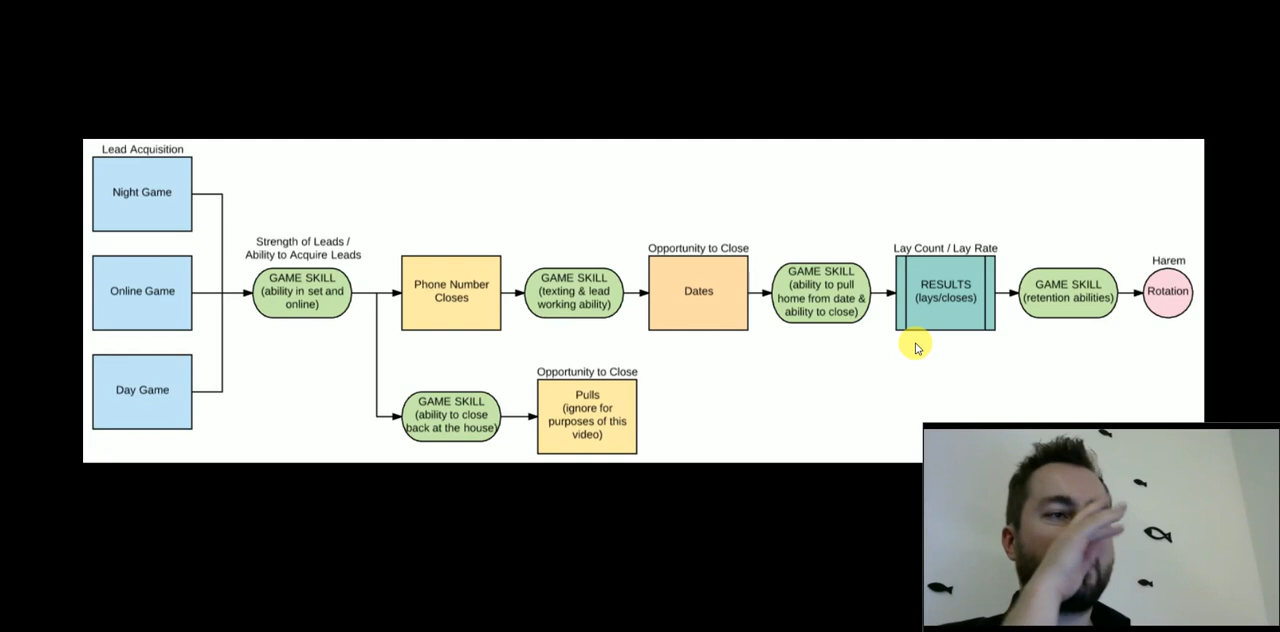 Lead Acquisition
Night Game
Online Game
Day Game
Strength of Leads /
Ability to Acquire Leads
GAME SKILL
(ability in set and
online)
Phone Number
Closes
GAME SKILL
(texting & lead
working ability)
Opportunity to Close
Dates
GAME SKILL
(ability to pull
home from date &
ability to close)
Lay Count / Lay Rate
RESULTS
(lays/closes)
GAME SKILL
(retention abilities)
Harem
Rotation
GAME SKILL
(ability to close
back at the house)
Opportunity to Close
Pulls
(ignore for
purposes of this
video)